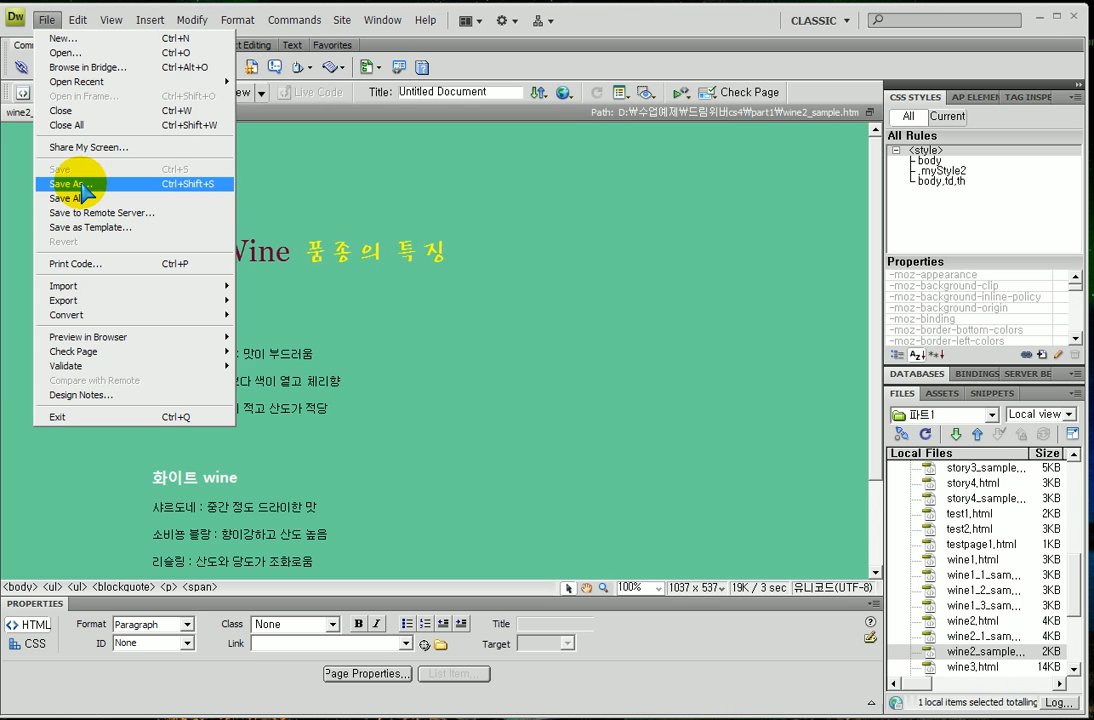 Dw File Edit View Insert Modify Format Commands Site Window Help CLASSIC
New... Ctrl+N
Open... Ctrl+O
Browse in Bridge... Ctrl+Alt+O
Open Recent
Open in Frame... Ctrl+Shift+O
Close Ctrl+W
Close All Ctrl+Shift+W
Share My Screen...
Save Ctrl+S
Save As... Ctrl+Shift+S
Save All
Save to Remote Server...
Save as Template...
Revert
Print Code... Ctrl+P
Import
Export
Convert
Preview in Browser
Check Page
Validate
Compare with Remote
Design Notes...
Exit Ctrl+Q
Text Favorites
Live Code Title: Untitled Document Check Page
Path: D:₩수업예제₩드림위버cs4₩part1₩wine2_sample.htm
Wine 품종의 특징
: 맛이 부드러움
색이 옅고 체리향
적고 산도가 적당
화이트 wine
샤르도네 : 중간 정도 드라이한 맛
소비뇽 블랑 : 향미강하고 산도 높음
리슬링 : 산도와 당도가 조화로움
<body> <ul> <ul> <blockquote> <p> <span> 100% 1037 x 537 19K / 3 sec 유니코드(UTF-8)
PROPERTIES
<> HTML Format Paragraph Class None B I Title
CSS ID None Link Target
Page Properties... List Item...
CSS STYLES AP ELEMEN TAG INSPE
All Current
All Rules
<style>
body
.myStyle2
body,td,th
Properties
-moz-appearance
-moz-background-clip
-moz-background-inline-policy
-moz-background-origin
-moz-binding
-moz-border-bottom-colors
-moz-border-left-colors
DATABASES BINDINGS SERVER BE
FILES ASSETS SNIPPETS
파트1 Local view
Local Files Size
story3_sample... 5KB
story4.html 3KB
story4_sample... 3KB
test1.html 2KB
test2.html 3KB
testpage1.html 1KB
wine1.html 3KB
wine1_1_sam... 3KB
wine1_2_sam... 3KB
wine1_3_sam... 3KB
wine2.html 4KB
wine2_1_sam... 4KB
wine2_sample... 2KB
wine3.html 14KB
1 local items selected totalling Log...